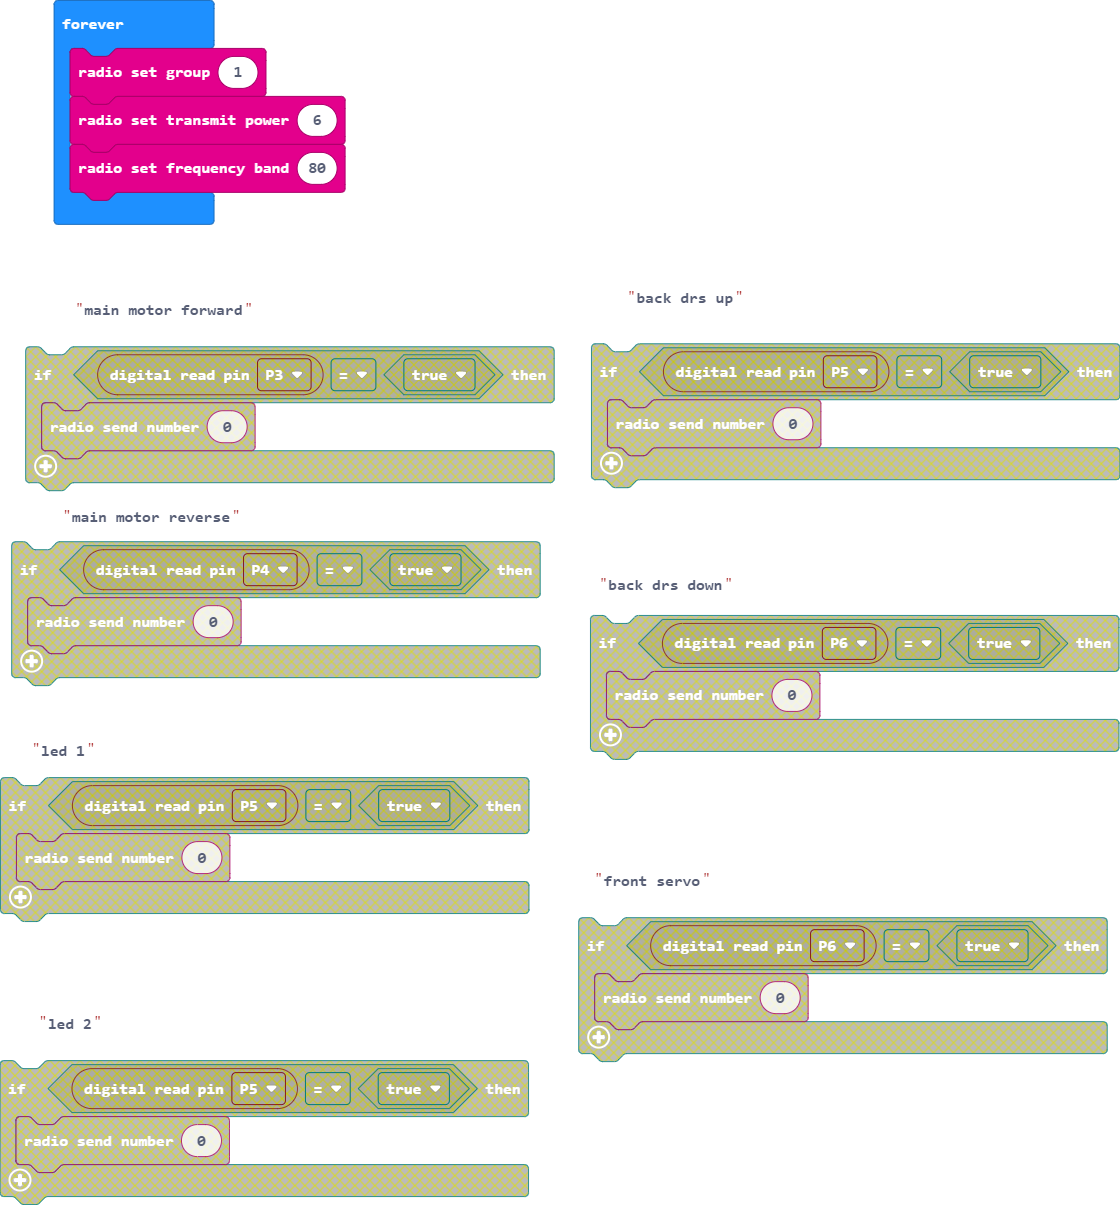 forever
radio set group 1
radio set transmit power 6
radio set frequency band 80
"main motor forward"
if digital read pin P3 = true then
radio send number 0
"main motor reverse"
if digital read pin P4 = true then
radio send number 0
"led 1"
if digital read pin P5 = true then
radio send number 0
"led 2"
if digital read pin P5 = true then
radio send number 0
"back drs up"
if digital read pin P5 = true then
radio send number 0
"back drs down"
if digital read pin P6 = true then
radio send number 0
"front servo"
if digital read pin P6 = true then
radio send number 0